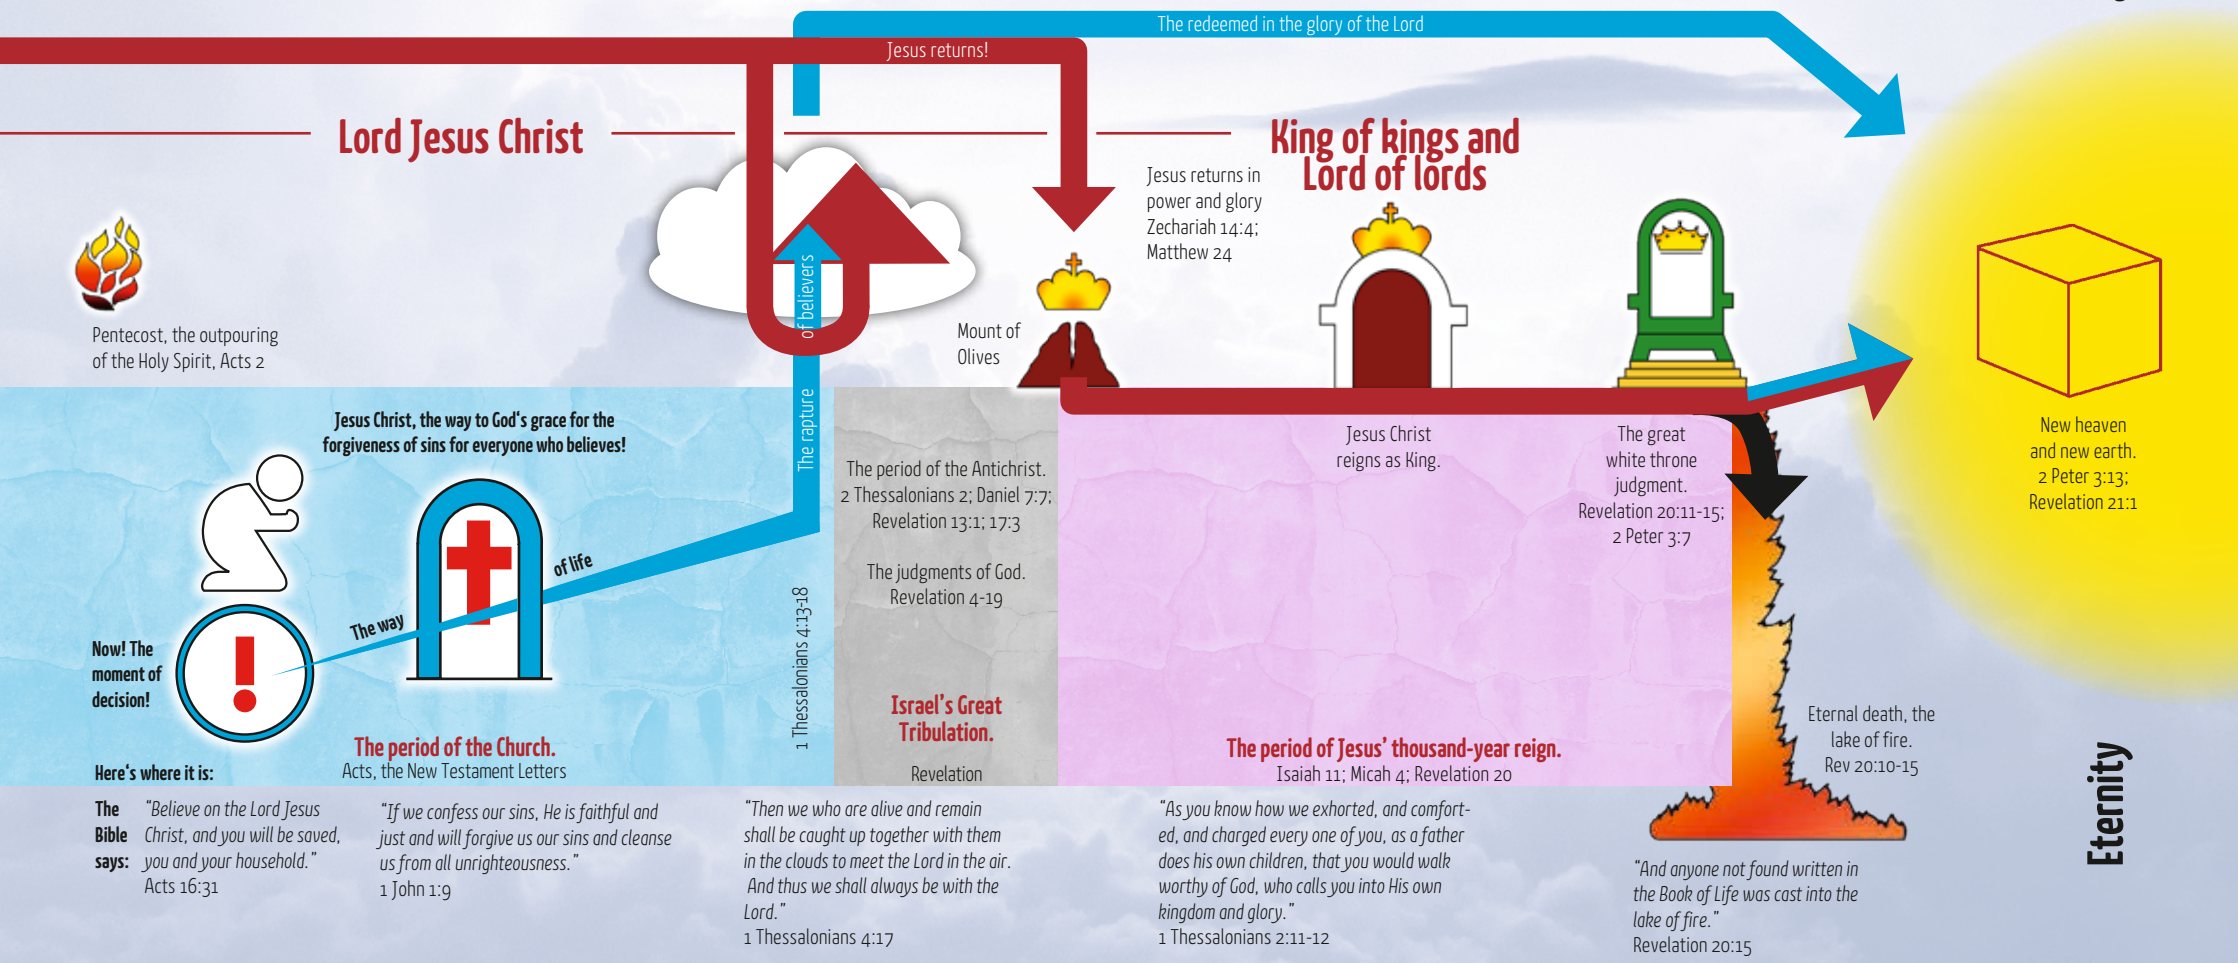 The redeemed in the glory of the Lord
Jesus returns!
Lord Jesus Christ
King of kings and
Lord of lords
Jesus returns in
power and glory
Zechariah 14:4;
Matthew 24
Pentecost, the outpouring
of the Holy Spirit, Acts 2
Mount of
Olives
The rapture
of believers
Jesus Christ, the way to God‘s grace for the
forgiveness of sins for everyone who believes!
The way
of life
Now! The
moment of
decision!
1 Thessalonians 4:13-18
The period of the Church.
Acts, the New Testament Letters
The period of the Antichrist.
2 Thessalonians 2; Daniel 7:7;
Revelation 13:1; 17:3
The judgments of God.
Revelation 4-19
Israel’s Great
Tribulation.
Revelation
Jesus Christ
reigns as King.
The great
white throne
judgment.
Revelation 20:11-15;
2 Peter 3:7
The period of Jesus’ thousand-year reign.
Isaiah 11; Micah 4; Revelation 20
New heaven
and new earth.
2 Peter 3:13;
Revelation 21:1
Eternal death, the
lake of fire.
Rev 20:10-15
Eternity
Here‘s where it is:
The
Bible
says:
“Believe on the Lord Jesus
Christ, and you will be saved,
you and your household.”
Acts 16:31
“If we confess our sins, He is faithful and
just and will forgive us our sins and cleanse
us from all unrighteousness.”
1 John 1:9
“Then we who are alive and remain
shall be caught up together with them
in the clouds to meet the Lord in the air.
And thus we shall always be with the
Lord.”
1 Thessalonians 4:17
“As you know how we exhorted, and comfort-
ed, and charged every one of you, as a father
does his own children, that you would walk
worthy of God, who calls you into His own
kingdom and glory.”
1 Thessalonians 2:11-12
“And anyone not found written in
the Book of Life was cast into the
lake of fire.”
Revelation 20:15